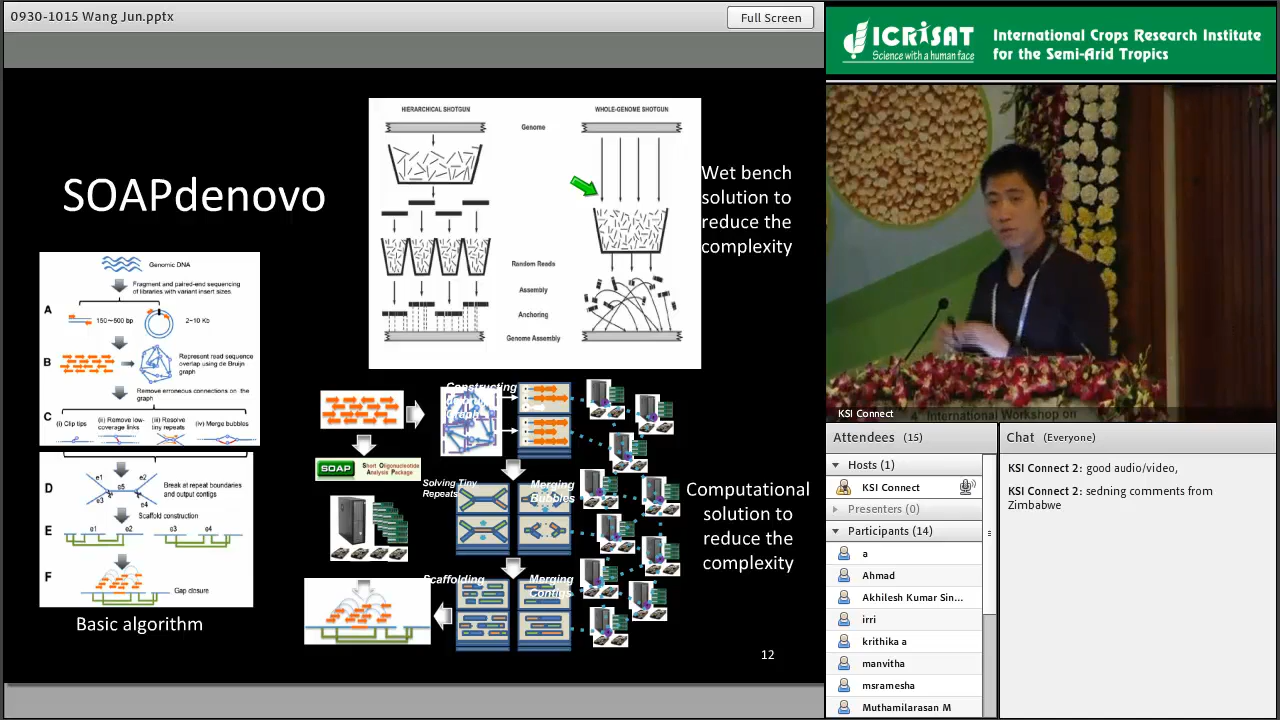 0930-1015 Wang Jun.pptx
Full Screen
SOAPdenovo
HIERARCHICAL SHOTGUN
WHOLE-GENOME SHOTGUN
Genome
Random Reads
Assembly
Anchoring
Genome Assembly
Wet bench
solution to
reduce the
complexity
Genomic DNA
Fragment and paired-end sequencing
of libraries with variant insert sizes.
A
150~500 bp
2~10 Kb
B
Represent read sequence
overlap using de Bruijn
graph
Remove erroneous connections on the
graph
C
(i) Clip tips
(ii) Remove low-
coverage links
(iii) Resolve
tiny repeats
(iv) Merge bubbles
D
e1
e2
e5
e3
e4
Break at repeat boundaries
and output contigs
Scaffold construction
E
F
Gap closure
Basic algorithm
Constructing
SOAP
Short Oligonucleotide
Analysis Package
Solving Tiny
Repeats
Merging
Bubbles
Scaffolding
Merging
Contigs
Computational
solution to
reduce the
complexity
12
ICRISAT
Science with a human face
International Crops Research Institute
for the Semi-Arid Tropics
KSI Connect
International Workshop on
Attendees (15)
Hosts (1)
KSI Connect
Presenters (0)
Participants (14)
a
Ahmad
Akhilesh Kumar Sin...
irri
krithika a
manvitha
msramesha
Muthamilarasan M
Chat (Everyone)
KSI Connect 2: gerd audio/video,
KSI Connect 2: sedning comments from
Zimbabwe